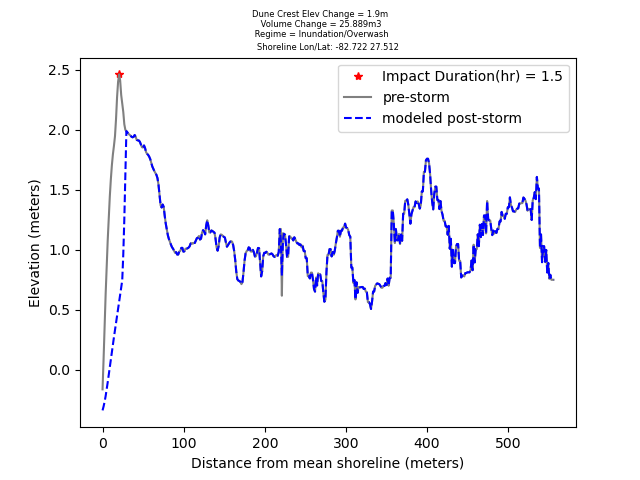 Dune Crest Elev Change = 1.9m
Volume Change = 25.889m3
Regime = Inundation/Overwash
Shoreline Lon/Lat: -82.722 27.512
Impact Duration(hr) = 1.5
pre-storm
modeled post-storm
Elevation (meters)
2.5
2.0
1.5
1.0
0.5
0.0
0 100 200 300 400 500
Distance from mean shoreline (meters)